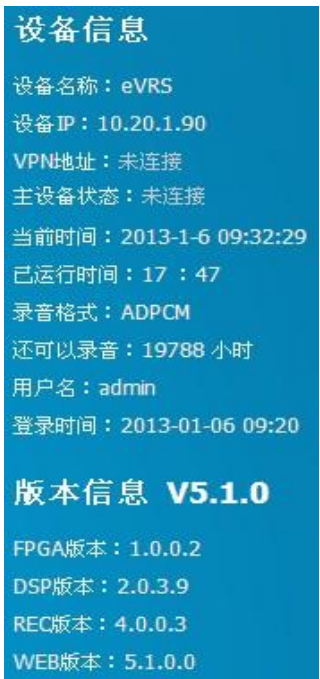 设备信息
设备名称：eVRS
设备IP：10.20.1.90
VPN地址：未连接
主设备状态：未连接
当前时间：2013-1-6 09:32:29
已运行时间：17 ：47
录音格式：ADPCM
还可以录音：19788 小时
用户名：admin
登录时间：2013-01-06 09:20
版本信息 V5.1.0
FPGA版本：1.0.0.2
DSP版本：2.0.3.9
REC版本：4.0.0.3
WEB版本：5.1.0.0